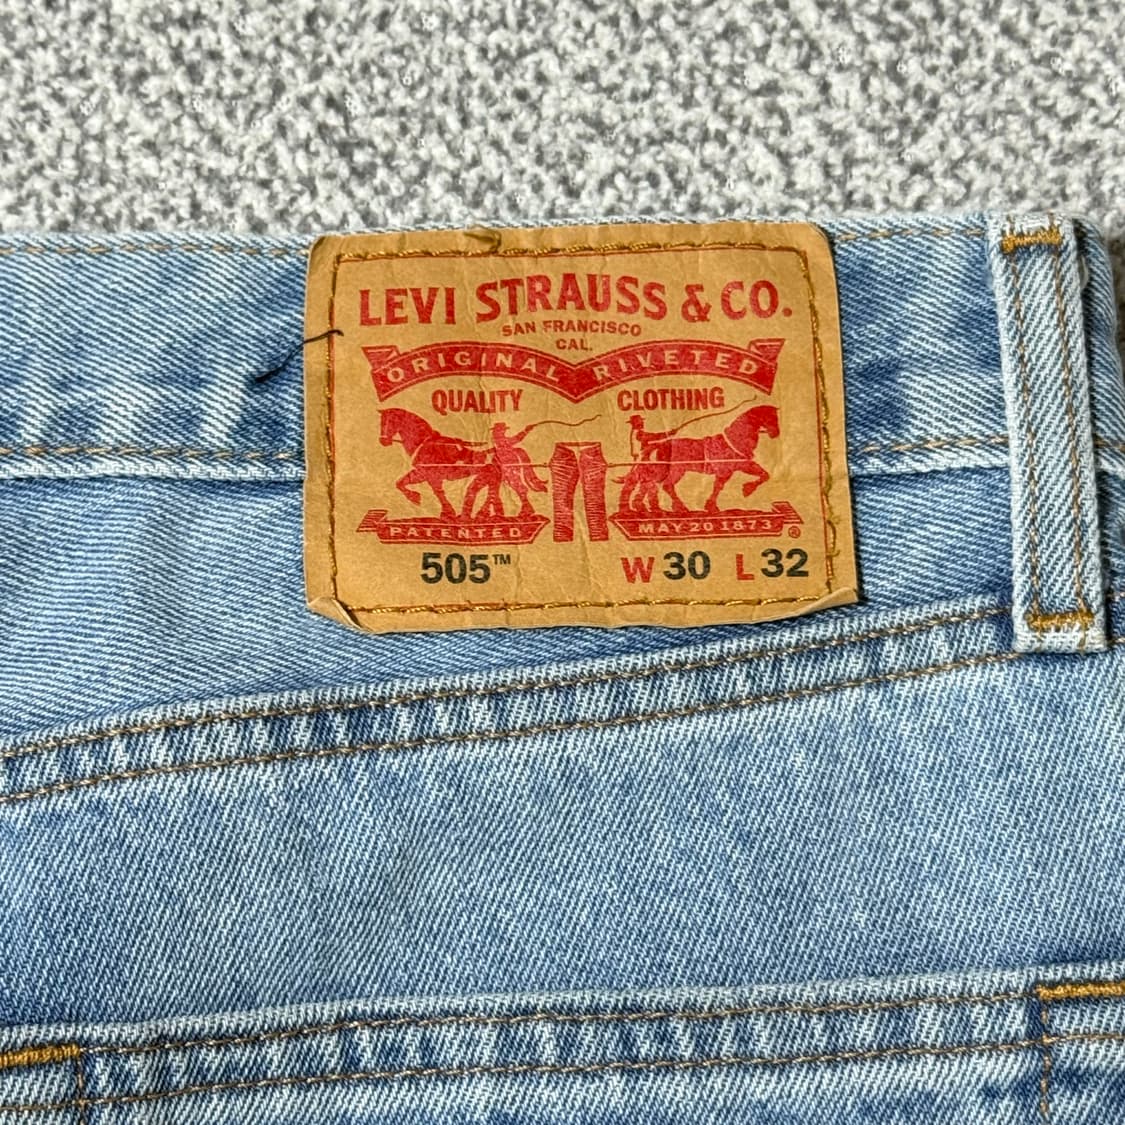 LEVI STRAUSS & CO.
SAN FRANCISCO
CAL.
ORIGINAL RIVETED
QUALITY CLOTHING
PATENTED MAY 20 1873 ®
505™ W 30 L 32